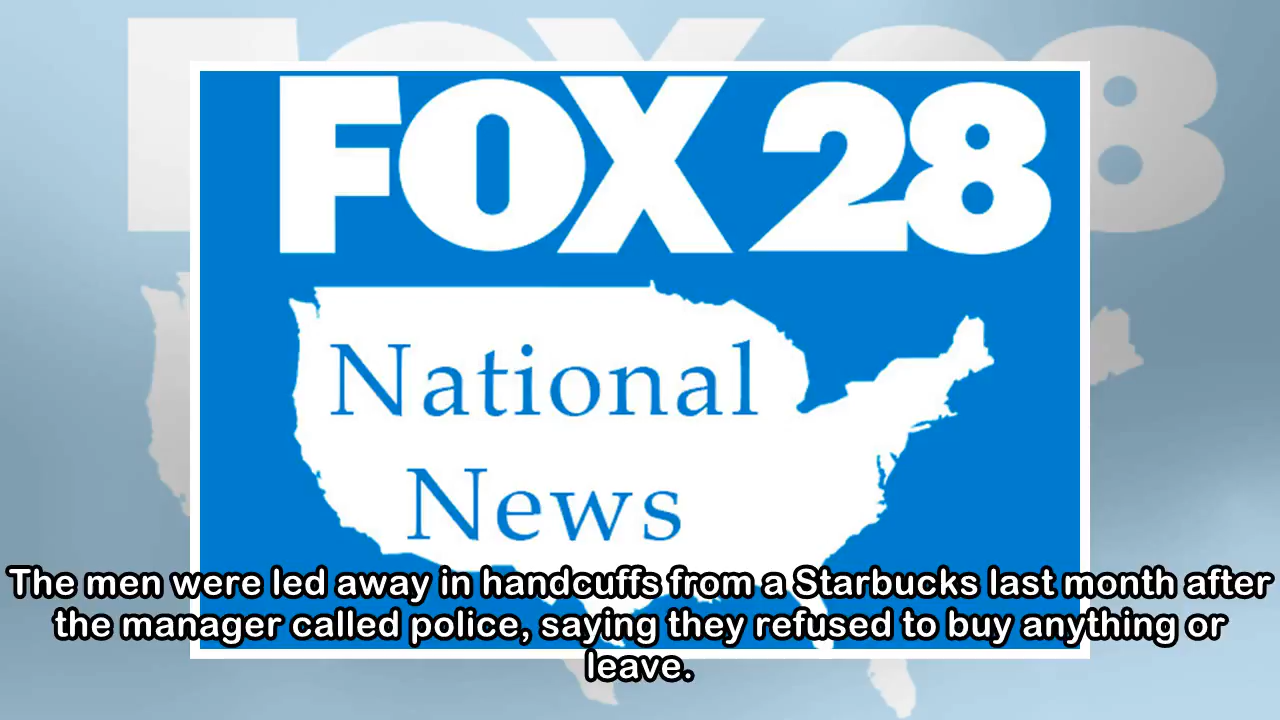 FOX 28
National
News
The men were led away in handcuffs from a Starbucks last month after
the manager called police, saying they refused to buy anything or
leave.